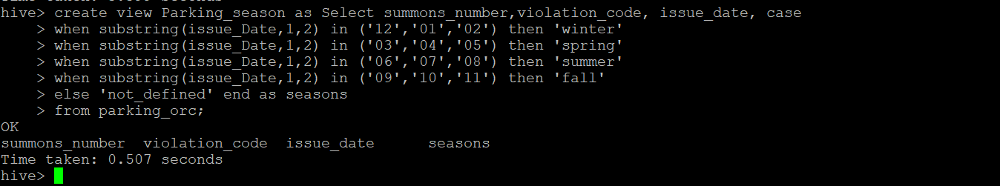 hive> create view Parking_season as Select summons_number,violation_code, issue_date, case
    > when substring(issue_Date,1,2) in ('12','01','02') then 'winter'
    > when substring(issue_Date,1,2) in ('03','04','05') then 'spring'
    > when substring(issue_Date,1,2) in ('06','07','08') then 'summer'
    > when substring(issue_Date,1,2) in ('09','10','11') then 'fall'
    > else 'not_defined' end as seasons
    > from parking_orc;
OK
summons_number  violation_code  issue_date      seasons
Time taken: 0.507 seconds
hive>